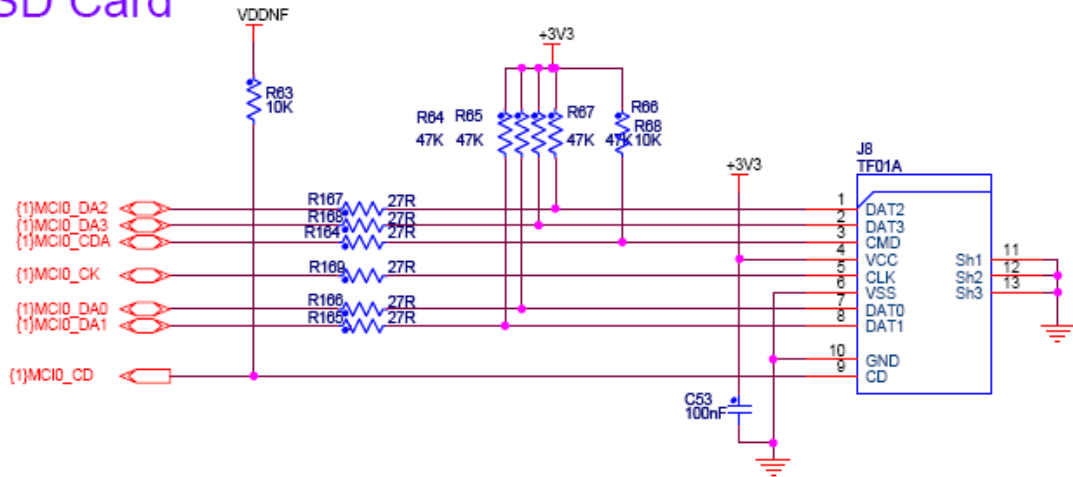 SD Card
VDDNF
+3V3
R63
10K
R64 R65 R67 R66
R68
47K 47K 47K 47K 10K
+3V3
J8
TF01A
{1}MCI0_DA2 R167 27R 1 DAT2
{1}MCI0_DA3 R168 27R 2 DAT3
{1}MCI0_CDA R164 27R 3 CMD
4 VCC Sh1 11
{1}MCI0_CK R169 27R 5 CLK Sh2 12
6 VSS Sh3 13
{1}MCI0_DA0 R166 27R 7 DAT0
{1}MCI0_DA1 R165 27R 8 DAT1
10 GND
{1}MCI0_CD 9 CD
C53
100nF